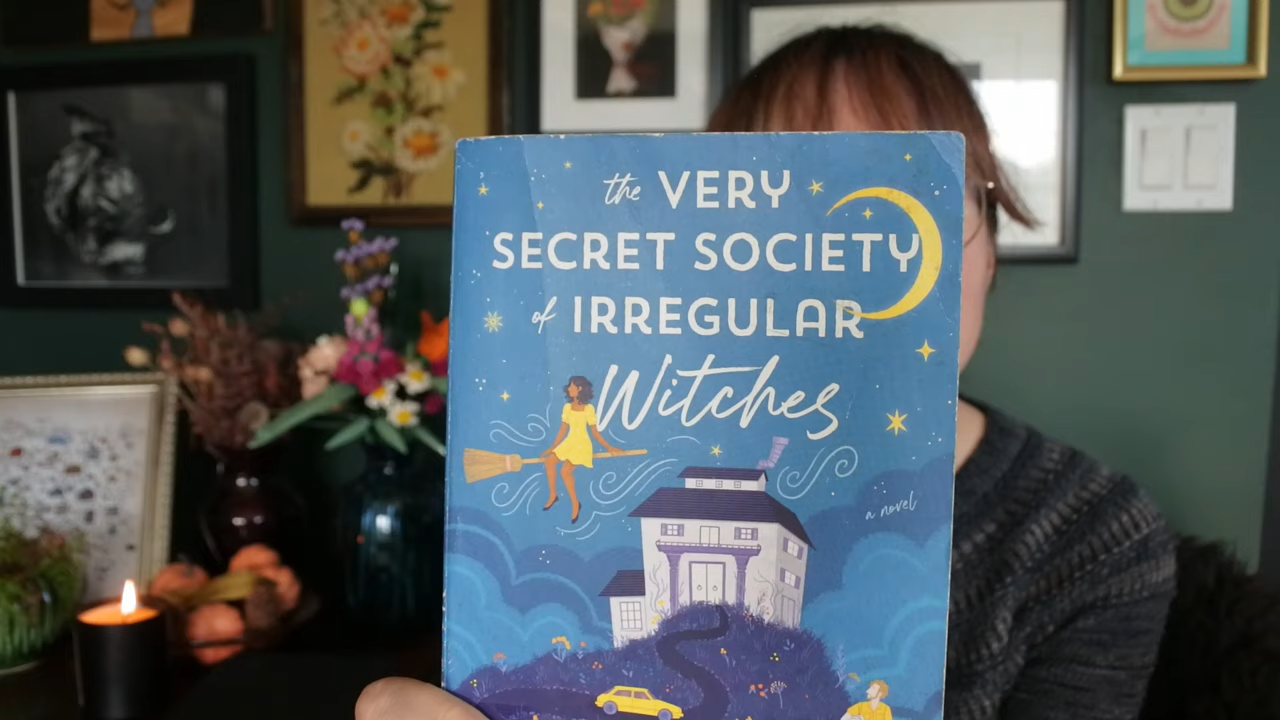 the VERY
SECRET SOCIETY
of IRREGULAR
Witches
a novel